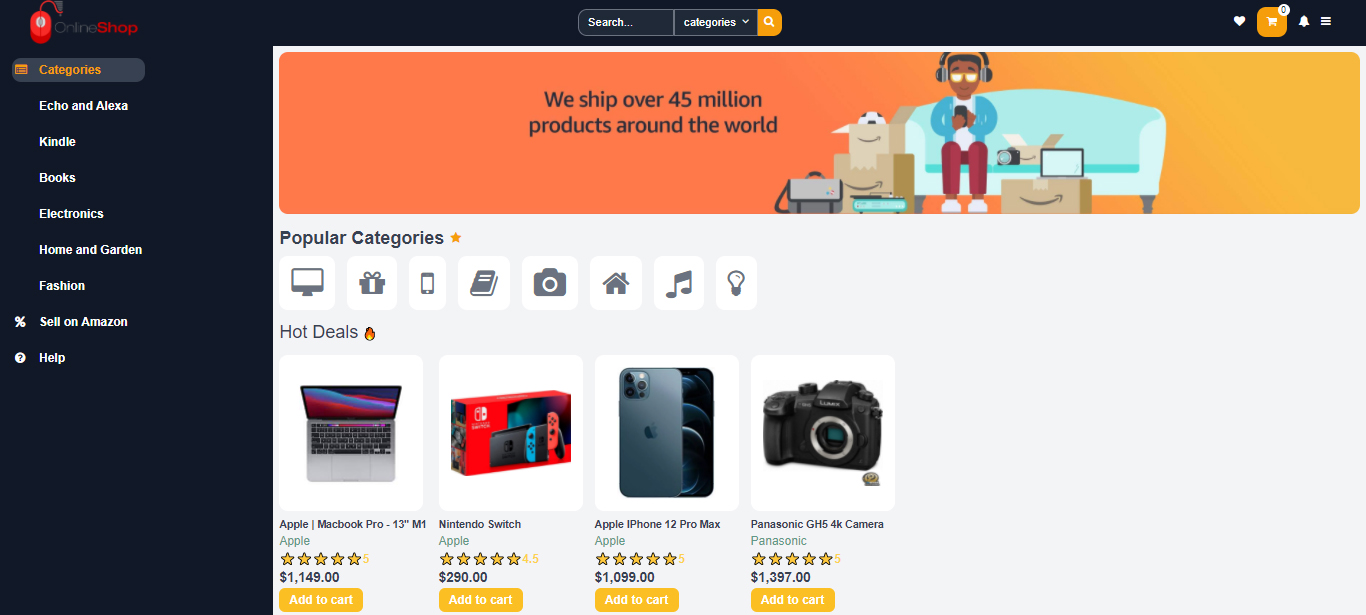 OnlineShop
Search...
categories
0
Categories
Echo and Alexa
Kindle
Books
Electronics
Home and Garden
Fashion
Sell on Amazon
Help
We ship over 45 million
products around the world
Popular Categories
Hot Deals
Apple | Macbook Pro - 13" M1
Apple
5
$1,149.00
Add to cart
Nintendo Switch
Apple
4.5
$290.00
Add to cart
Apple IPhone 12 Pro Max
Apple
5
$1,099.00
Add to cart
LUMIX
Panasonic GH5 4k Camera
Panasonic
5
$1,397.00
Add to cart